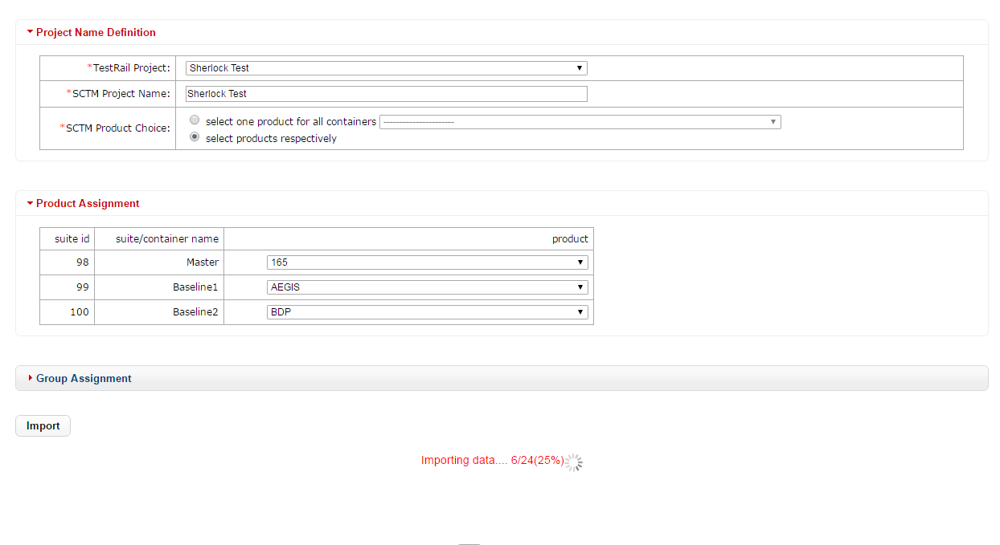 Project Name Definition
*TestRail Project: Sherlock Test
*SCTM Project Name: Sherlock Test
*SCTM Product Choice: select one product for all containers ----------------------
select products respectively
Product Assignment
suite id suite/container name product
98 Master 165
99 Baseline1 AEGIS
100 Baseline2 BDP
Group Assignment
Import
Importing data.... 6/24(25%)